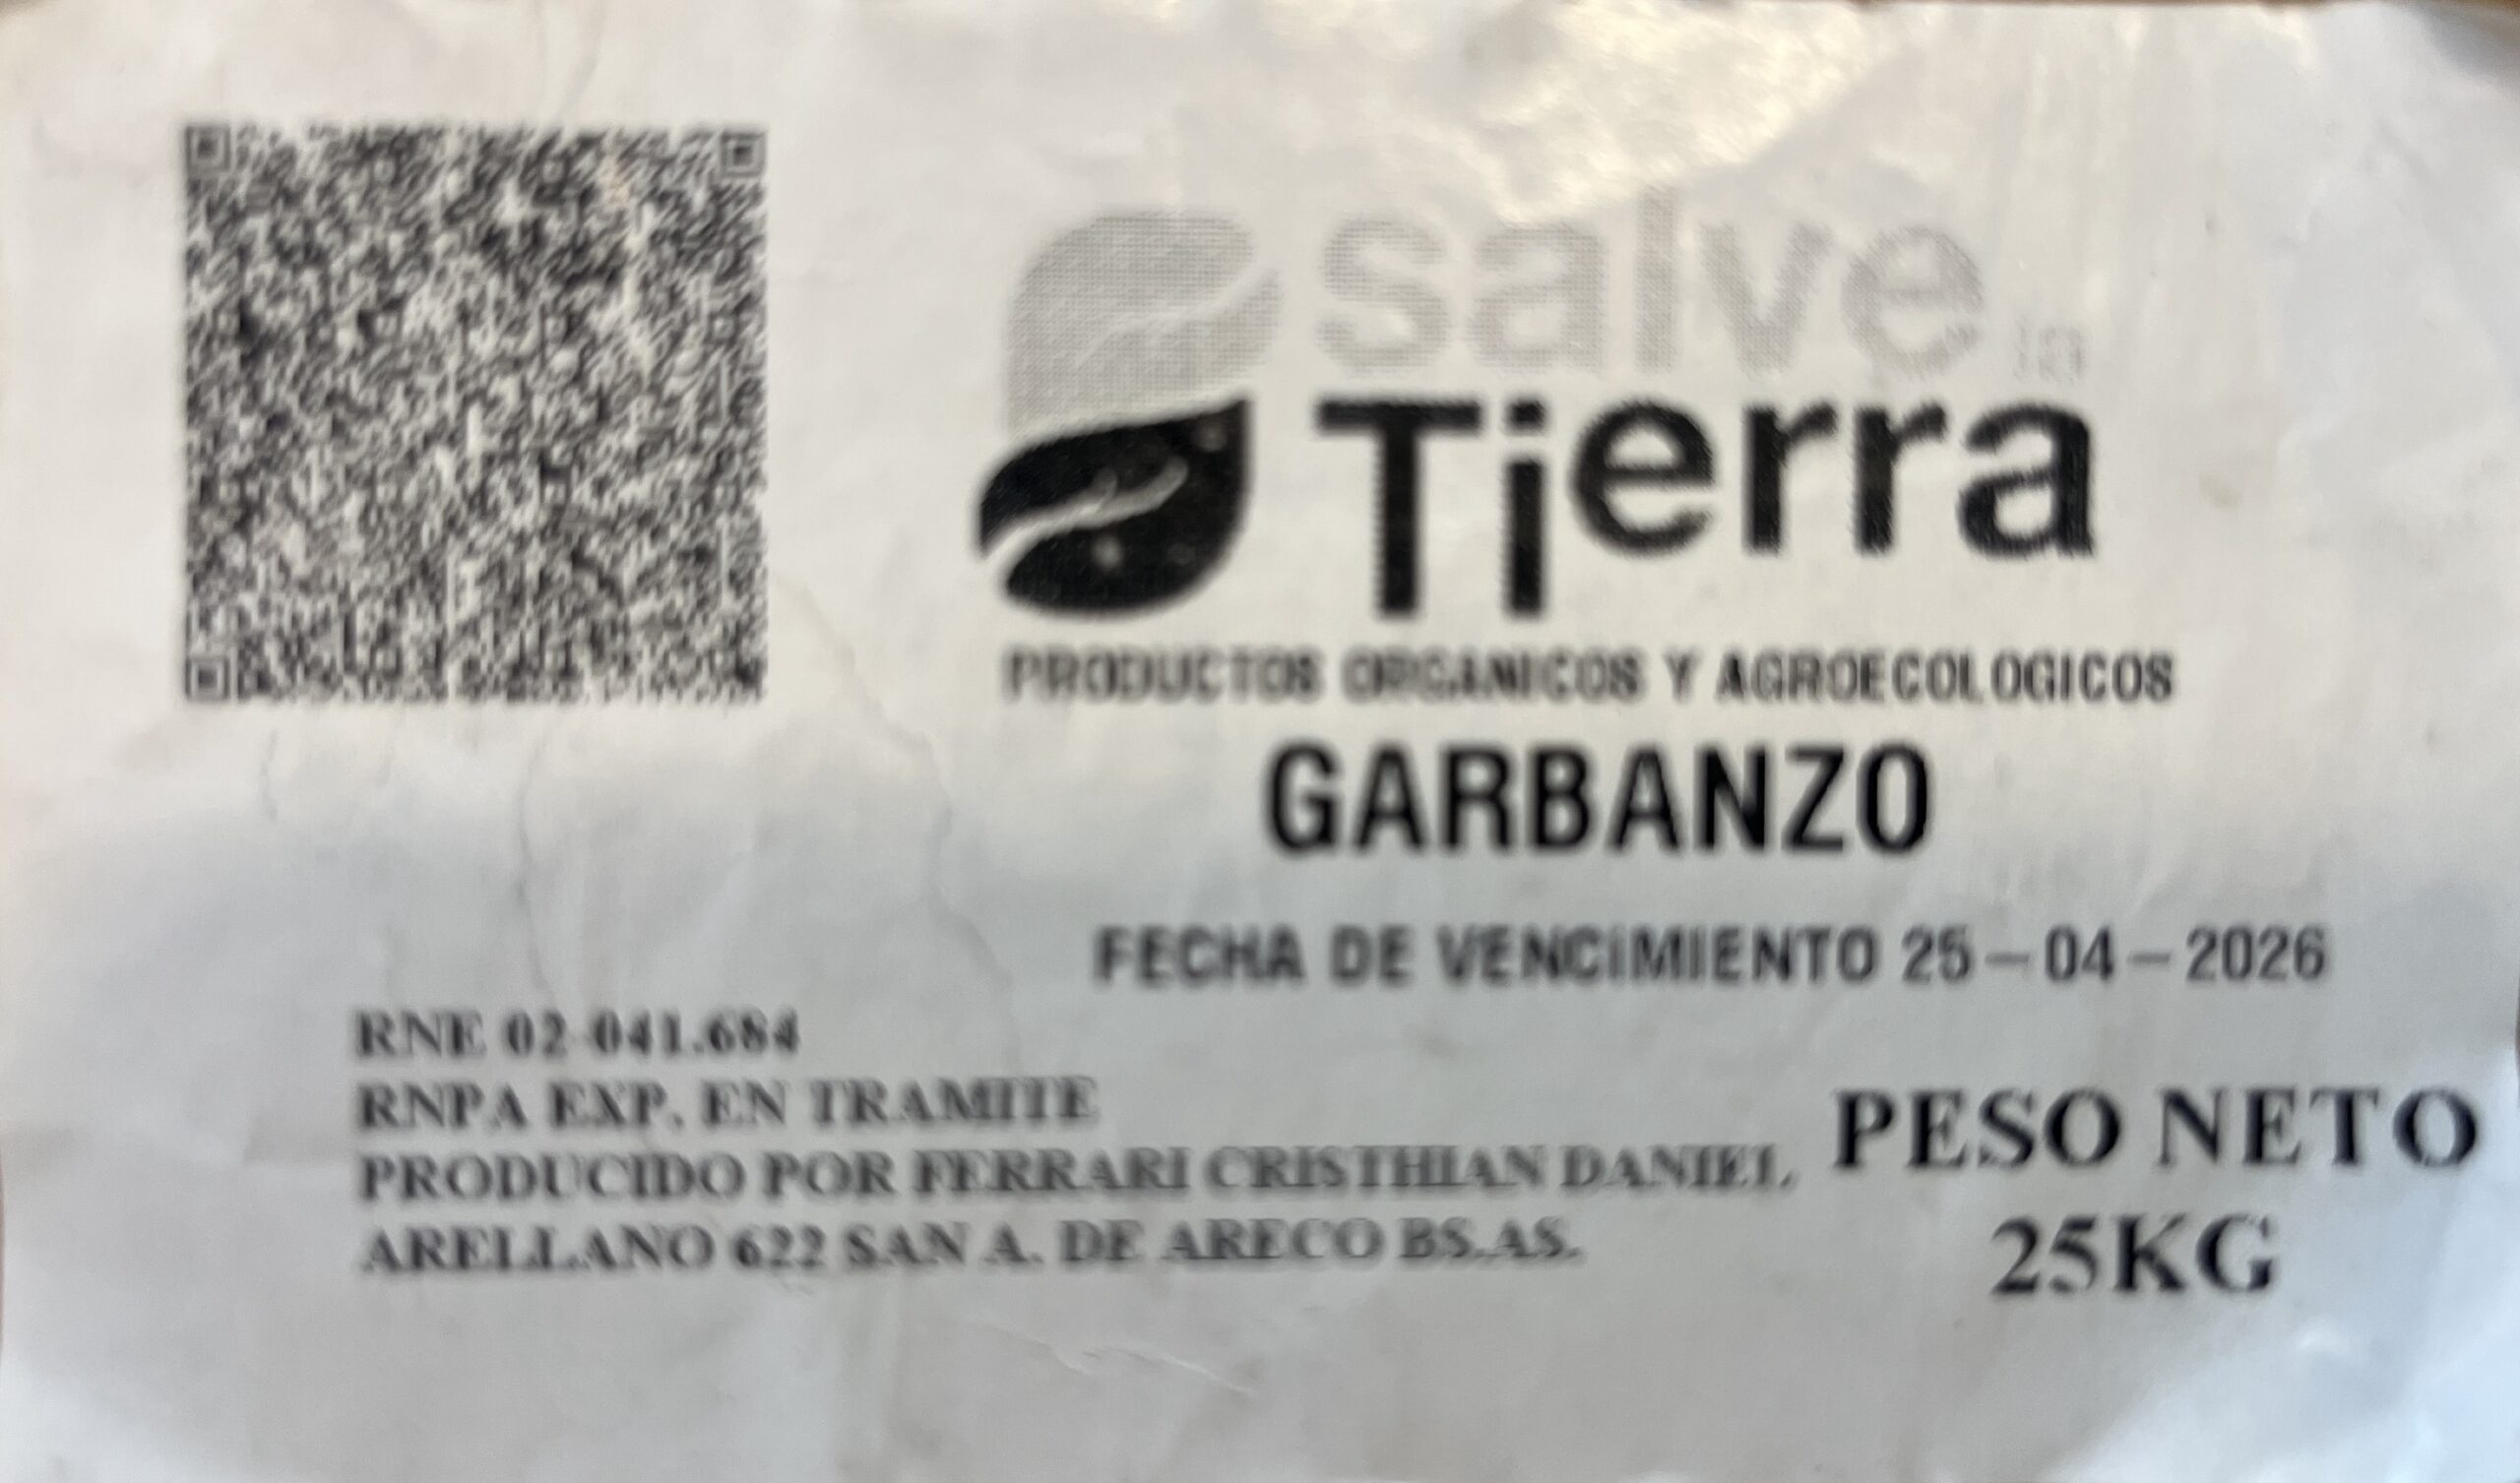 salve la
Tierra
PRODUCTOS ORGANICOS Y AGROECOLOGICOS
GARBANZO
FECHA DE VENCIMIENTO 25-04-2026
RNE 02-041.684
RNPA EXP. EN TRAMITE
PRODUCIDO POR FERRARI CRISTHIAN DANIEL.
ARELLANO 622 SAN A. DE ARECO BS.AS.
PESO NETO
25KG